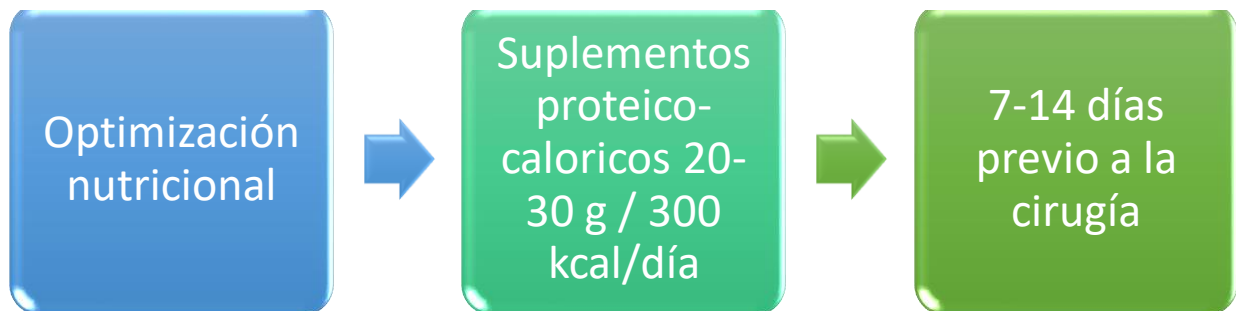 Optimización
nutricional
Suplementos
proteico-
caloricos 20-
30 g / 300
kcal/día
7-14 días
previo a la
cirugía